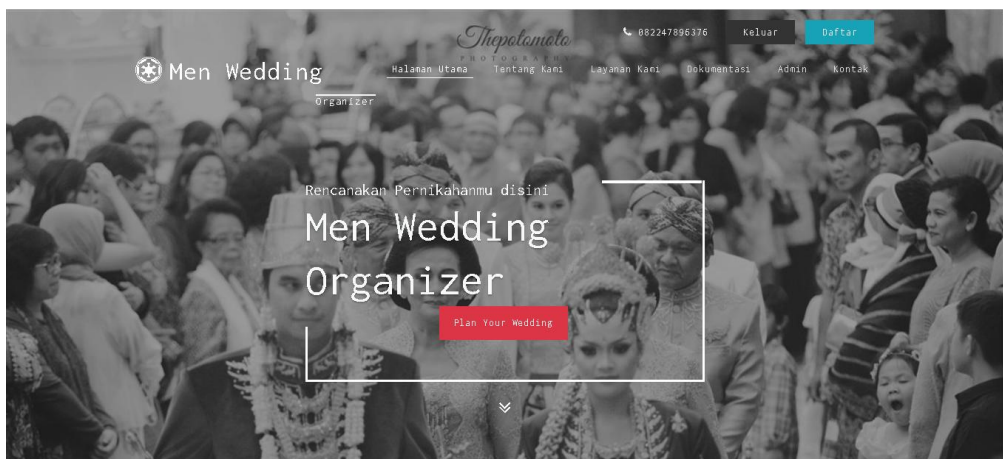 Thepotomoto
PHOTOGRAPHY
082247896376
Keluar
Daftar
Men Wedding
Organizer
Halaman Utama
Tentang Kami
Layanan Kami
Dokumentasi
Admin
Kontak
Rencanakan Pernikahanmu disini
Men Wedding
Organizer
Plan Your Wedding